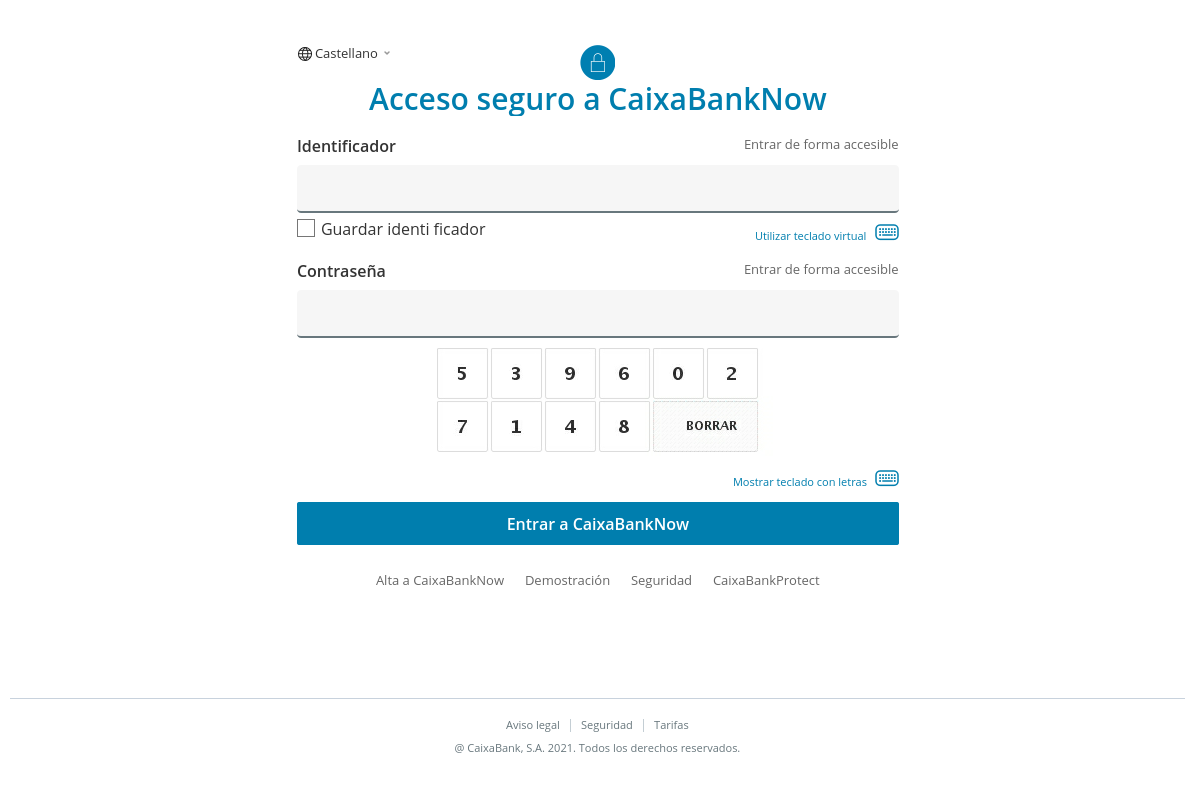 Castellano
Acceso seguro a CaixaBankNow
Identificador
Entrar de forma accesible
Guardar identi ficador
Utilizar teclado virtual
Contraseña
Entrar de forma accesible
5 3 9 6 0 2
7 1 4 8 BORRAR
Mostrar teclado con letras
Entrar a CaixaBankNow
Alta a CaixaBankNow Demostración Seguridad CaixaBankProtect
Aviso legal Seguridad Tarifas
@ CaixaBank, S.A. 2021. Todos los derechos reservados.